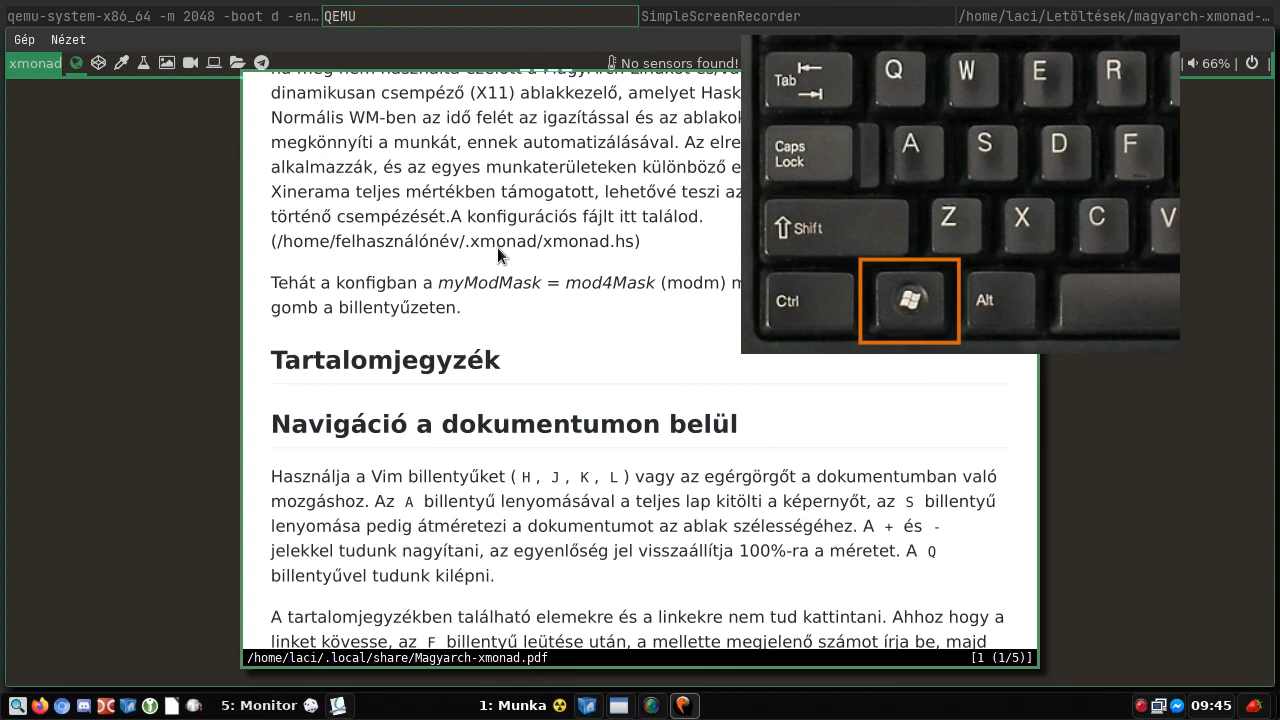 qemu-system-x86_64 -m 2048 -boot d -en… QEMU SimpleScreenRecorder /home/laci/Letöltések/magyarch-xmonad-…
Gép Nézet
xmonad No sensors found! | 66% | |
dinamikusan csempéző (X11) ablakkezelő, amelyet Hask
Normális WM-ben az idő felét az igazítással és az ablakok
megkönnyíti a munkát, ennek automatizálásával. Az elre
alkalmazzák, és az egyes munkaterületeken különböző e
Xinerama teljes mértékben támogatott, lehetővé teszi az
történő csempézését.A konfigurációs fájlt itt találod.
(/home/felhasználónév/.xmonad/xmonad.hs)
Tehát a konfigban a myModMask = mod4Mask (modm) m
gomb a billentyűzeten.
Tab Q W E R
Caps Lock A S D F
Shift Z X C V
Ctrl Alt
Tartalomjegyzék
Navigáció a dokumentumon belül
Használja a Vim billentyűket ( H, J, K, L ) vagy az egérgörgőt a dokumentumban való
mozgáshoz. Az A billentyű lenyomásával a teljes lap kitölti a képernyőt, az S billentyű
lenyomása pedig átméretezi a dokumentumot az ablak szélességéhez. A + és -
jelekkel tudunk nagyítani, az egyenlőség jel visszaállítja 100%-ra a méretet. A Q
billentyűvel tudunk kilépni.
A tartalomjegyzékben található elemekre és a linkekre nem tud kattintani. Ahhoz hogy a
linket kövesse, az F billentyű leütése után, a mellette megjelenő számot írja be, majd
/home/laci/.local/share/Magyarch-xmonad.pdf [1 (1/5)]
5: Monitor 1: Munka 09:45